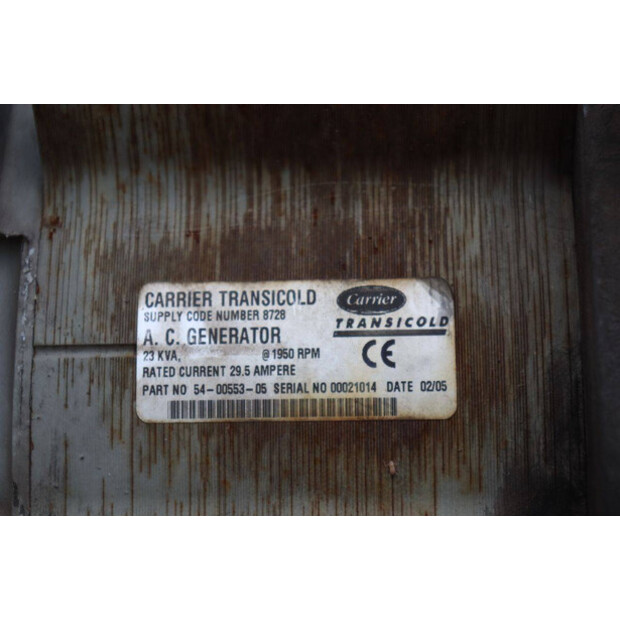 CARRIER TRANSICOLD
SUPPLY CODE NUMBER 8728
Carrier
TRANSICOLD
A. C. GENERATOR
23 KVA, @ 1950 RPM
CE
RATED CURRENT 29.5 AMPERE
PART NO 54-00553-05 SERIAL NO 00021014 DATE 02/05